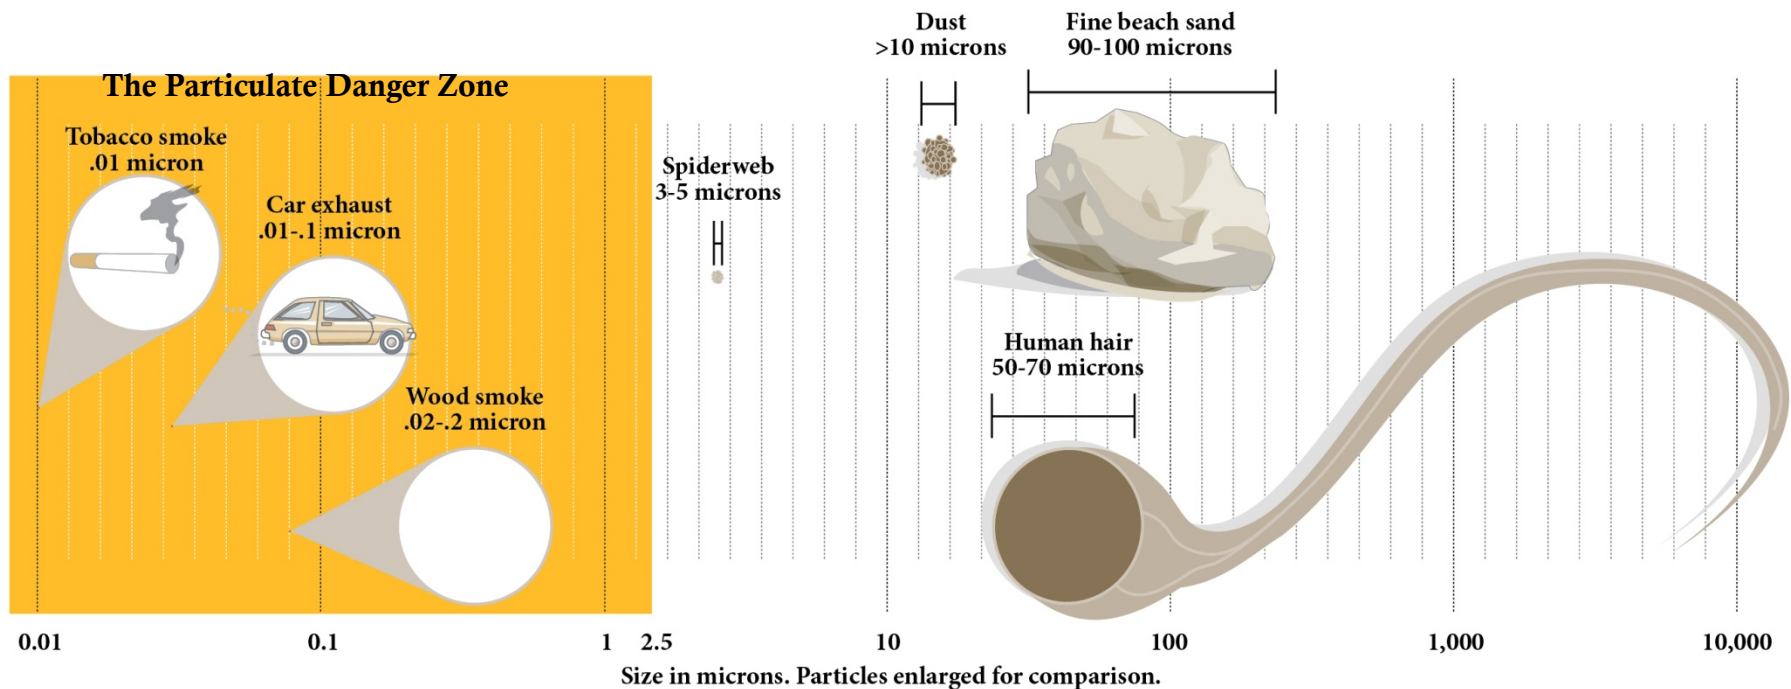 Dust
>10 microns
Fine beach sand
90-100 microns
The Particulate Danger Zone
Tobacco smoke
.01 micron
Spiderweb
3-5 microns
Car exhaust
.01-.1 micron
Human hair
50-70 microns
Wood smoke
.02-.2 micron
0.01 0.1 1 2.5 10 100 1,000 10,000
Size in microns. Particles enlarged for comparison.